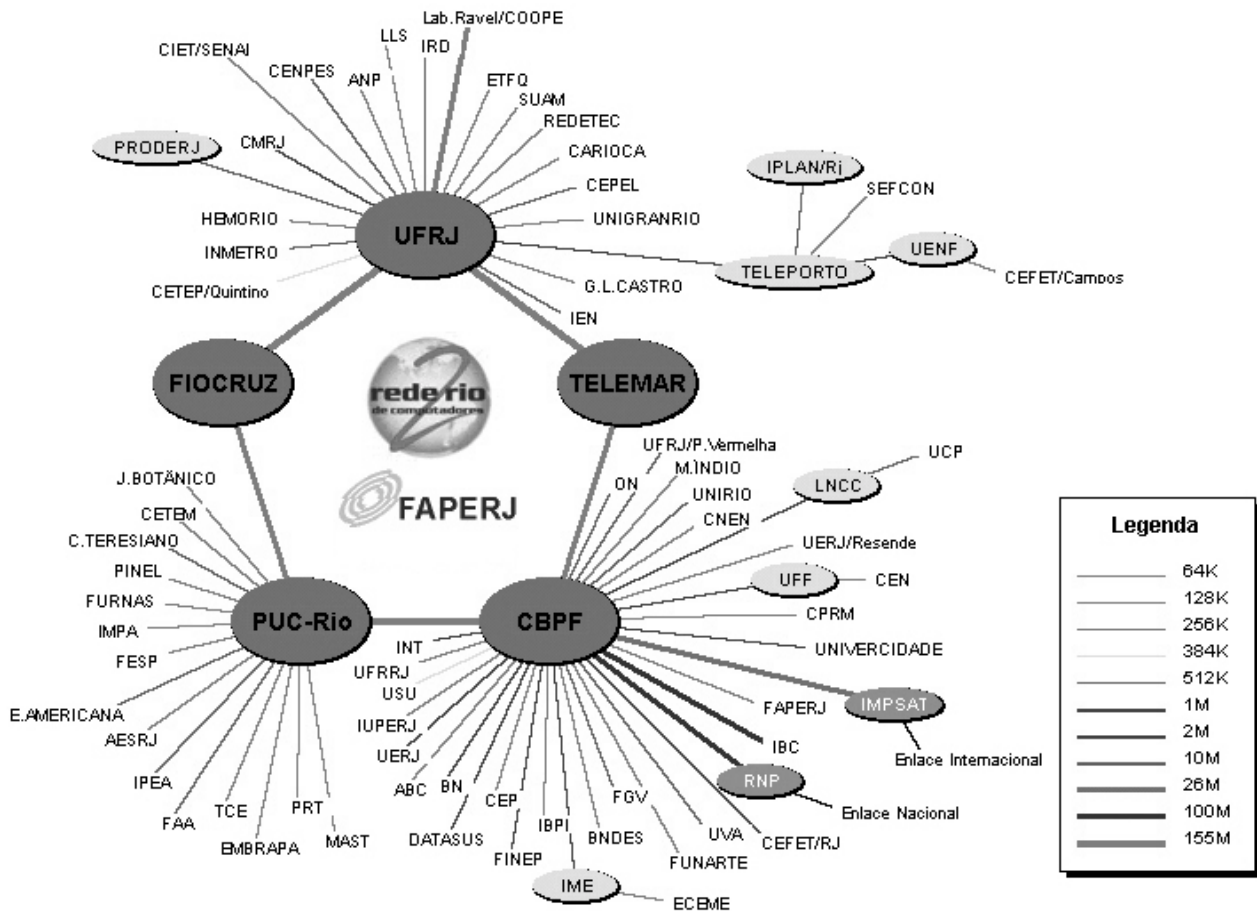 Lab.Ravel/COOPE
LLS
IRD
CIET/SENAI
CENPES
ANP
ETFQ
SUAM
REDETEC
PRODERJ
CMRJ
CARIOCA
IPLAN/Rj
CEPEL
SEFCON
HEMORIO
UNIGRANRIO
UFRJ
INMETRO
UENF
TELEPORTO
CEFET/Campos
CETEP/Quintino
G.L.CASTRO
IEN
FIOCRUZ
TELEMAR
rede rio
2
de computadores
FAPERJ
UFRJ/P.Vermelha
M.ÍNDIO
ON
UNIRIO
CNEN
UCP
LNCC
J.BOTÂNICO
CETEM
C.TERESIANO
PINEL
FURNAS
IMPA
FESP
PUC-Rio
CBPF
UERJ/Resende
UFF
CEN
CPRM
UNIVERCIDADE
INT
UFRRJ
USU
IUPERJ
UERJ
ABC
BN
FAPERJ
IMPSAT
Enlace Internacional
IBC
RNP
Enlace Nacional
E.AMERICANA
AESRJ
IPEA
FAA
TCE
EMBRAPA
PRT
MAST
DATASUS
CEP
FINEP
IBPI
BNDES
FGV
FUNARTE
UVA
CEFET/RJ
IME
ECEME
Legenda
64K
128K
256K
384K
512K
1M
2M
10M
26M
100M
155M